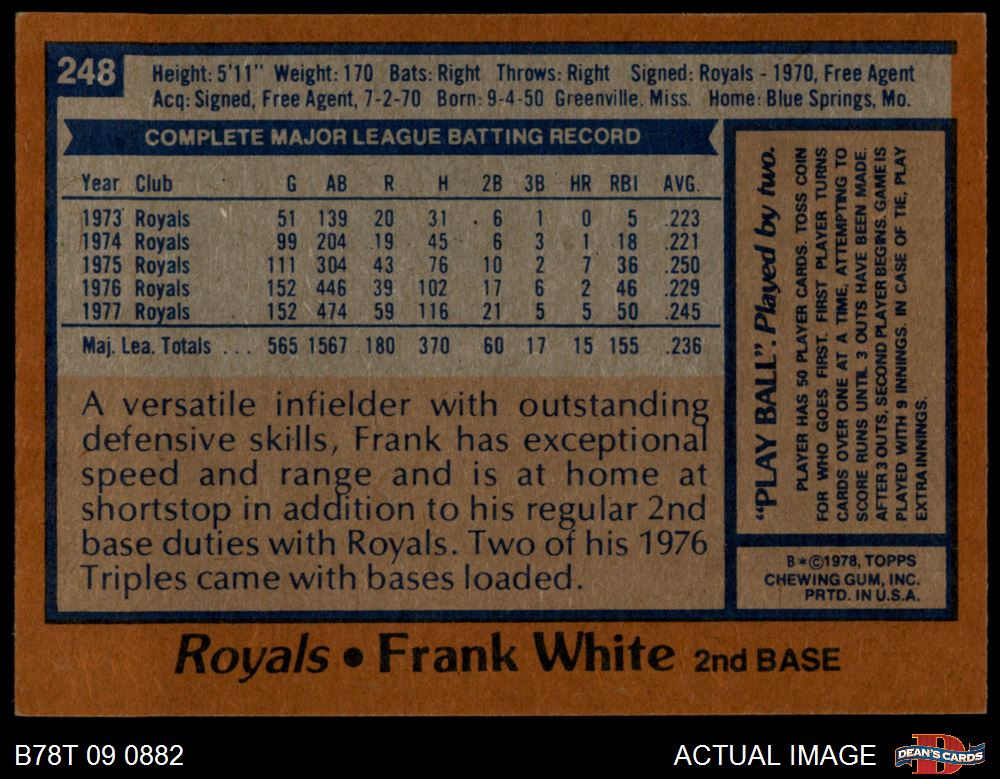 248
Height: 5'11" Weight: 170 Bats: Right Throws: Right Signed: Royals - 1970, Free Agent
Acq: Signed, Free Agent, 7-2-70 Born: 9-4-50 Greenville, Miss. Home: Blue Springs, Mo.
COMPLETE MAJOR LEAGUE BATTING RECORD
Year Club G AB R H 2B 3B HR RBI AVG.
1973 Royals 51 139 20 31 6 1 0 5 .223
1974 Royals 99 204 19 45 6 3 1 18 .221
1975 Royals 111 304 43 76 10 2 7 36 .250
1976 Royals 152 446 39 102 17 6 2 46 .229
1977 Royals 152 474 59 116 21 5 5 50 .245
Maj. Lea. Totals ... 565 1567 180 370 60 17 15 155 .236
A versatile infielder with outstanding
defensive skills, Frank has exceptional
speed and range and is at home at
shortstop in addition to his regular 2nd
base duties with Royals. Two of his 1976
Triples came with bases loaded.
"PLAY BALL". Played by two.
PLAYER HAS 50 PLAYER CARDS. TOSS COIN
FOR WHO GOES FIRST. FIRST PLAYER TURNS
CARDS OVER ONE AT A TIME, ATTEMPTING TO
SCORE RUNS UNTIL 3 OUTS HAVE BEEN MADE.
AFTER 3 OUTS, SECOND PLAYER BEGINS. GAME IS
PLAYED WITH 9 INNINGS. IN CASE OF TIE, PLAY
EXTRA INNINGS.
B*©1978, TOPPS
CHEWING GUM, INC.
PRTD. IN U.S.A.
Royals • Frank White 2nd BASE
B78T 09 0882
ACTUAL IMAGE
D
DEAN'S CARDS